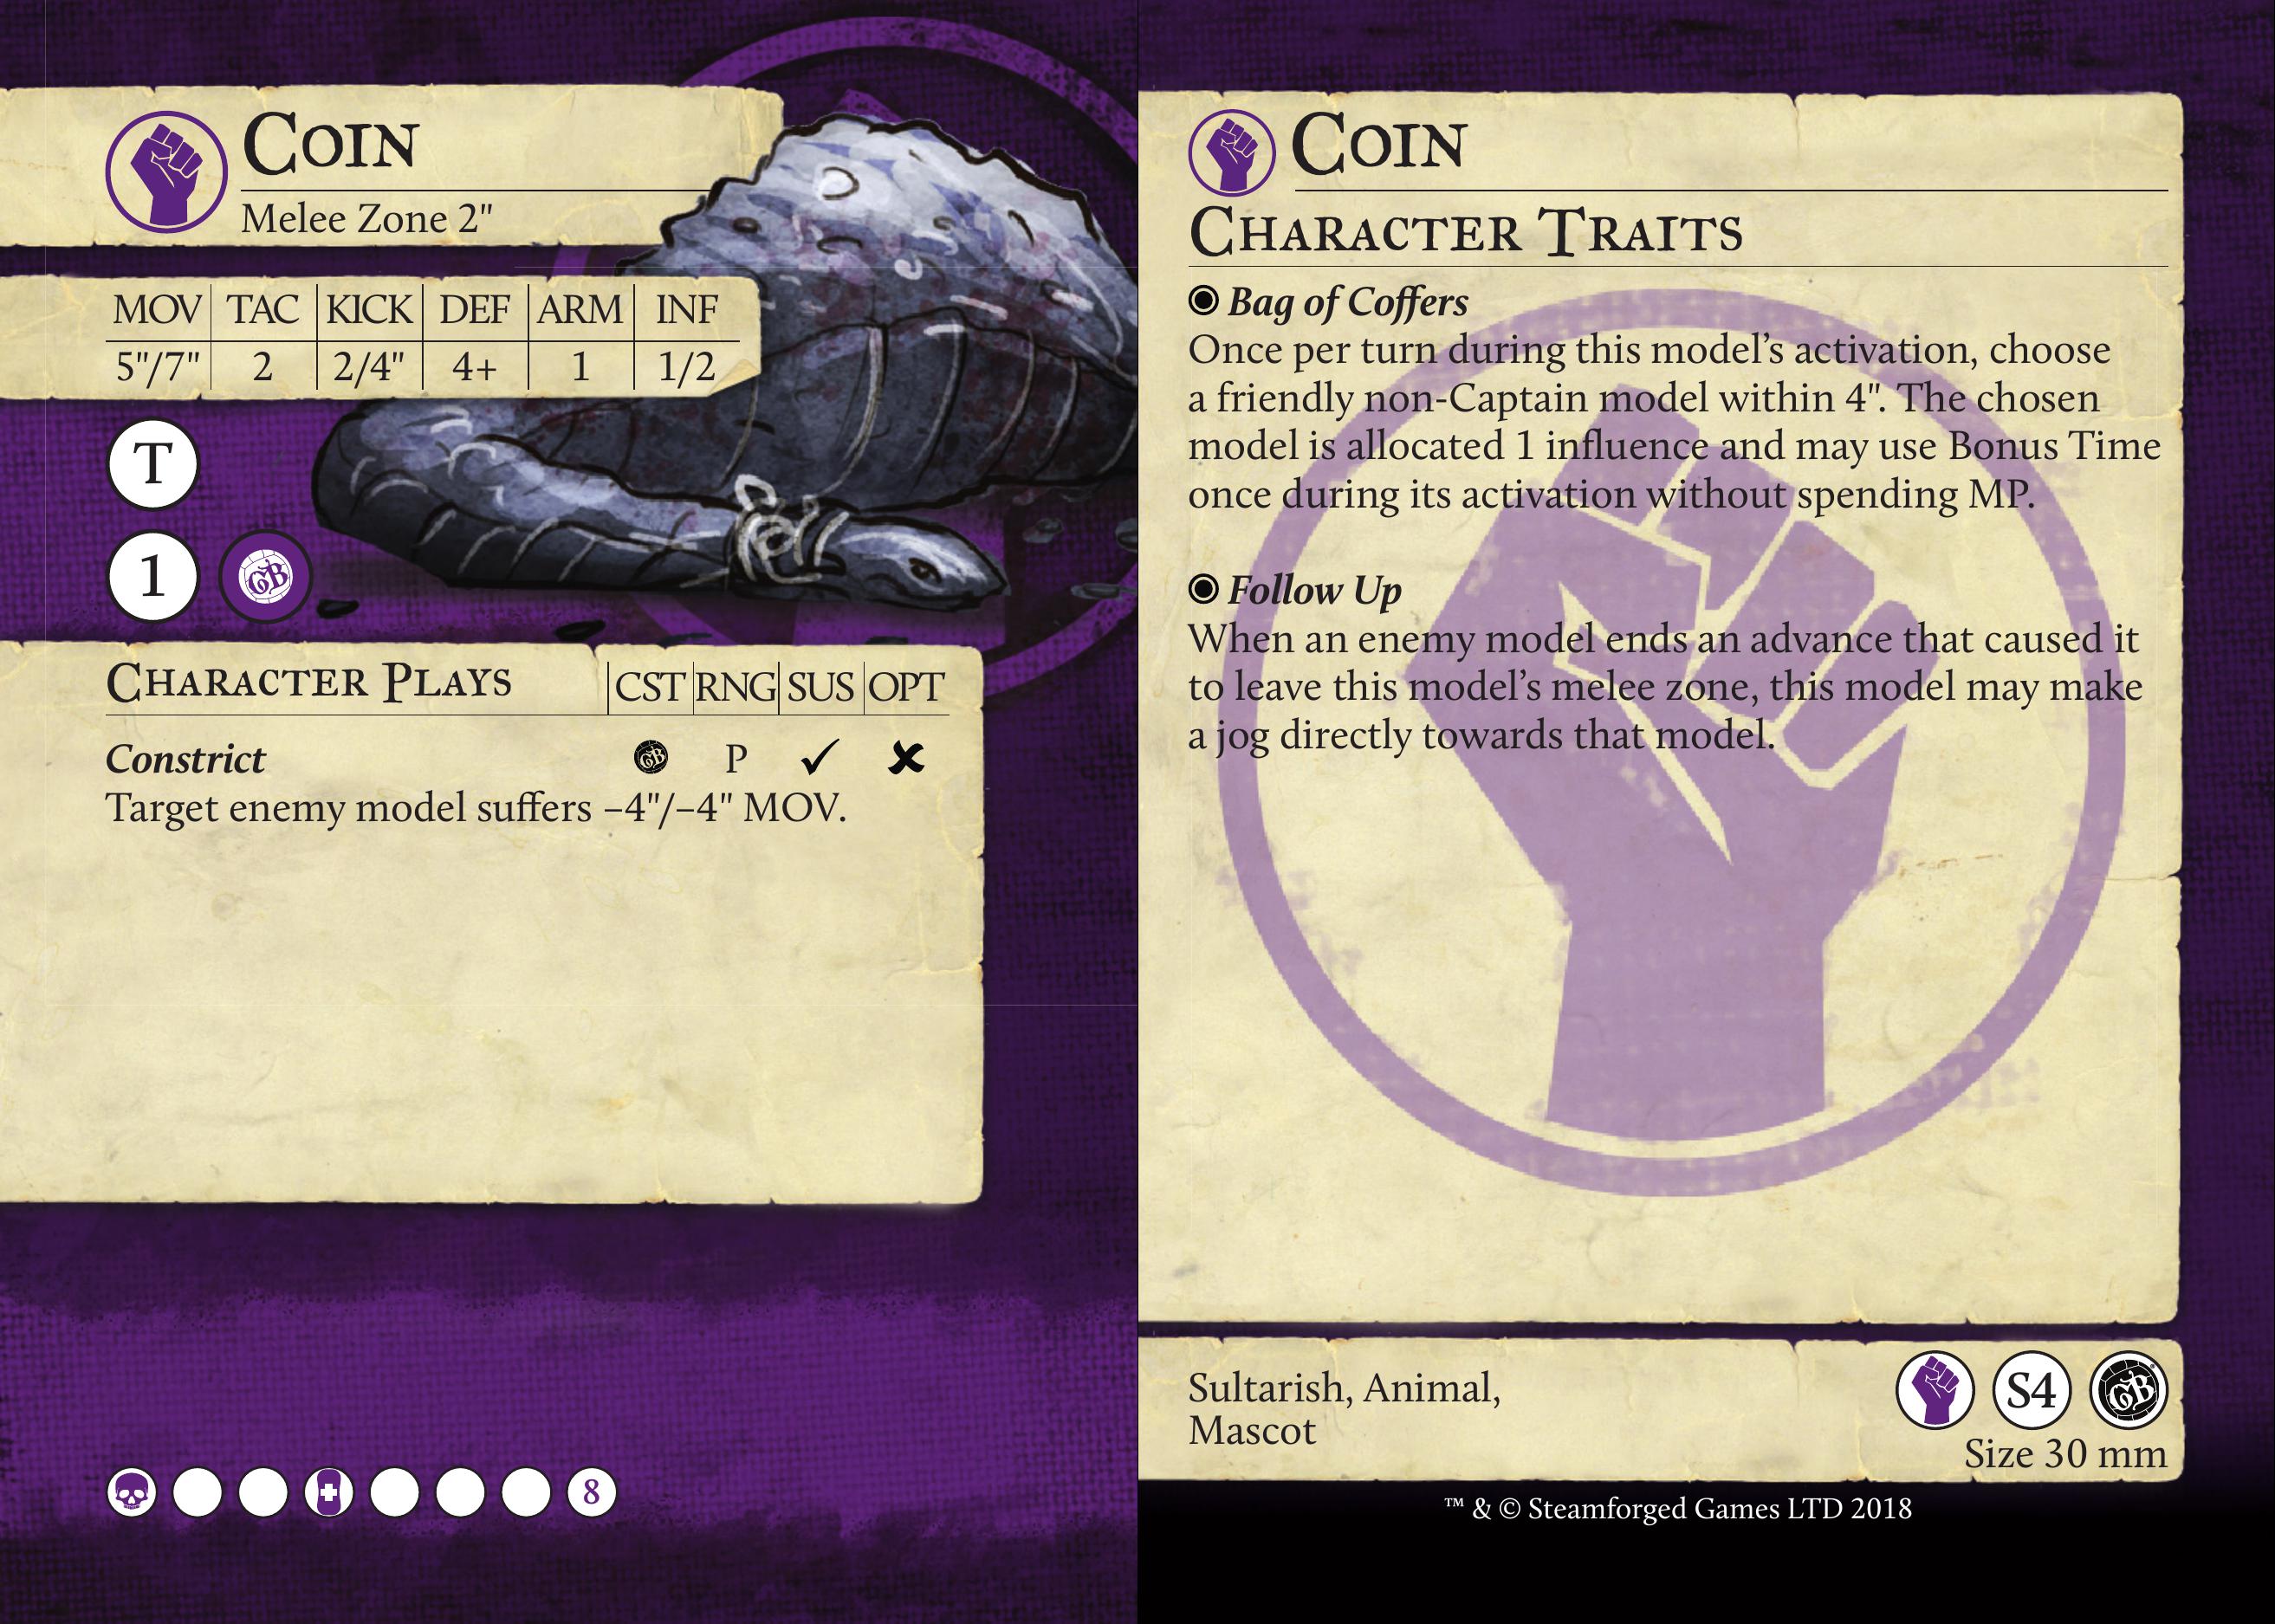 Coin
Melee Zone 2"
MOV TAC KICK DEF ARM INF
5"/7" 2 2/4" 4+ 1 1/2
T
1 GB
Character Plays CST RNG SUS OPT
Constrict GB P ✓ ✘
Target enemy model suffers –4"/–4" MOV.
8
Coin
Character Traits
Bag of Coffers
Once per turn during this model’s activation, choose
a friendly non-Captain model within 4". The chosen
model is allocated 1 influence and may use Bonus Time
once during its activation without spending MP.
Follow Up
When an enemy model ends an advance that caused it
to leave this model’s melee zone, this model may make
a jog directly towards that model.
Sultarish, Animal,
Mascot
S4 GB
Size 30 mm
™ & © Steamforged Games LTD 2018